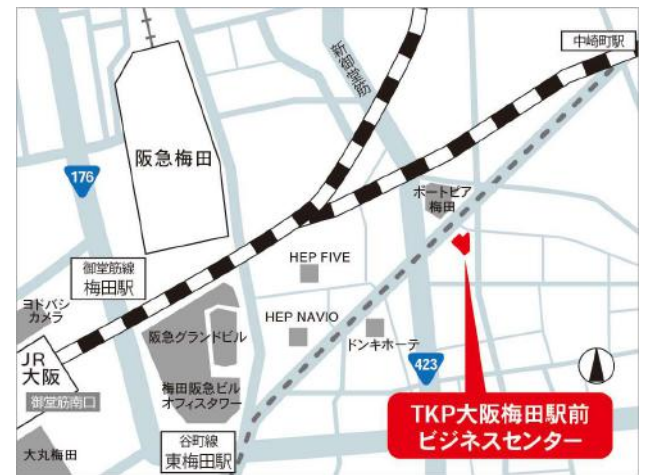 中崎町駅
新御堂筋
阪急梅田
176
ボートピア
梅田
御堂筋線
梅田駅
HEP FIVE
ヨドバシ
カメラ
HEP NAVIO
阪急グランドビル
ドンキホーテ
JR
大阪
423
御堂筋南口
梅田阪急ビル
オフィスタワー
TKP大阪梅田駅前
ビジネスセンター
谷町線
東梅田駅
大丸梅田